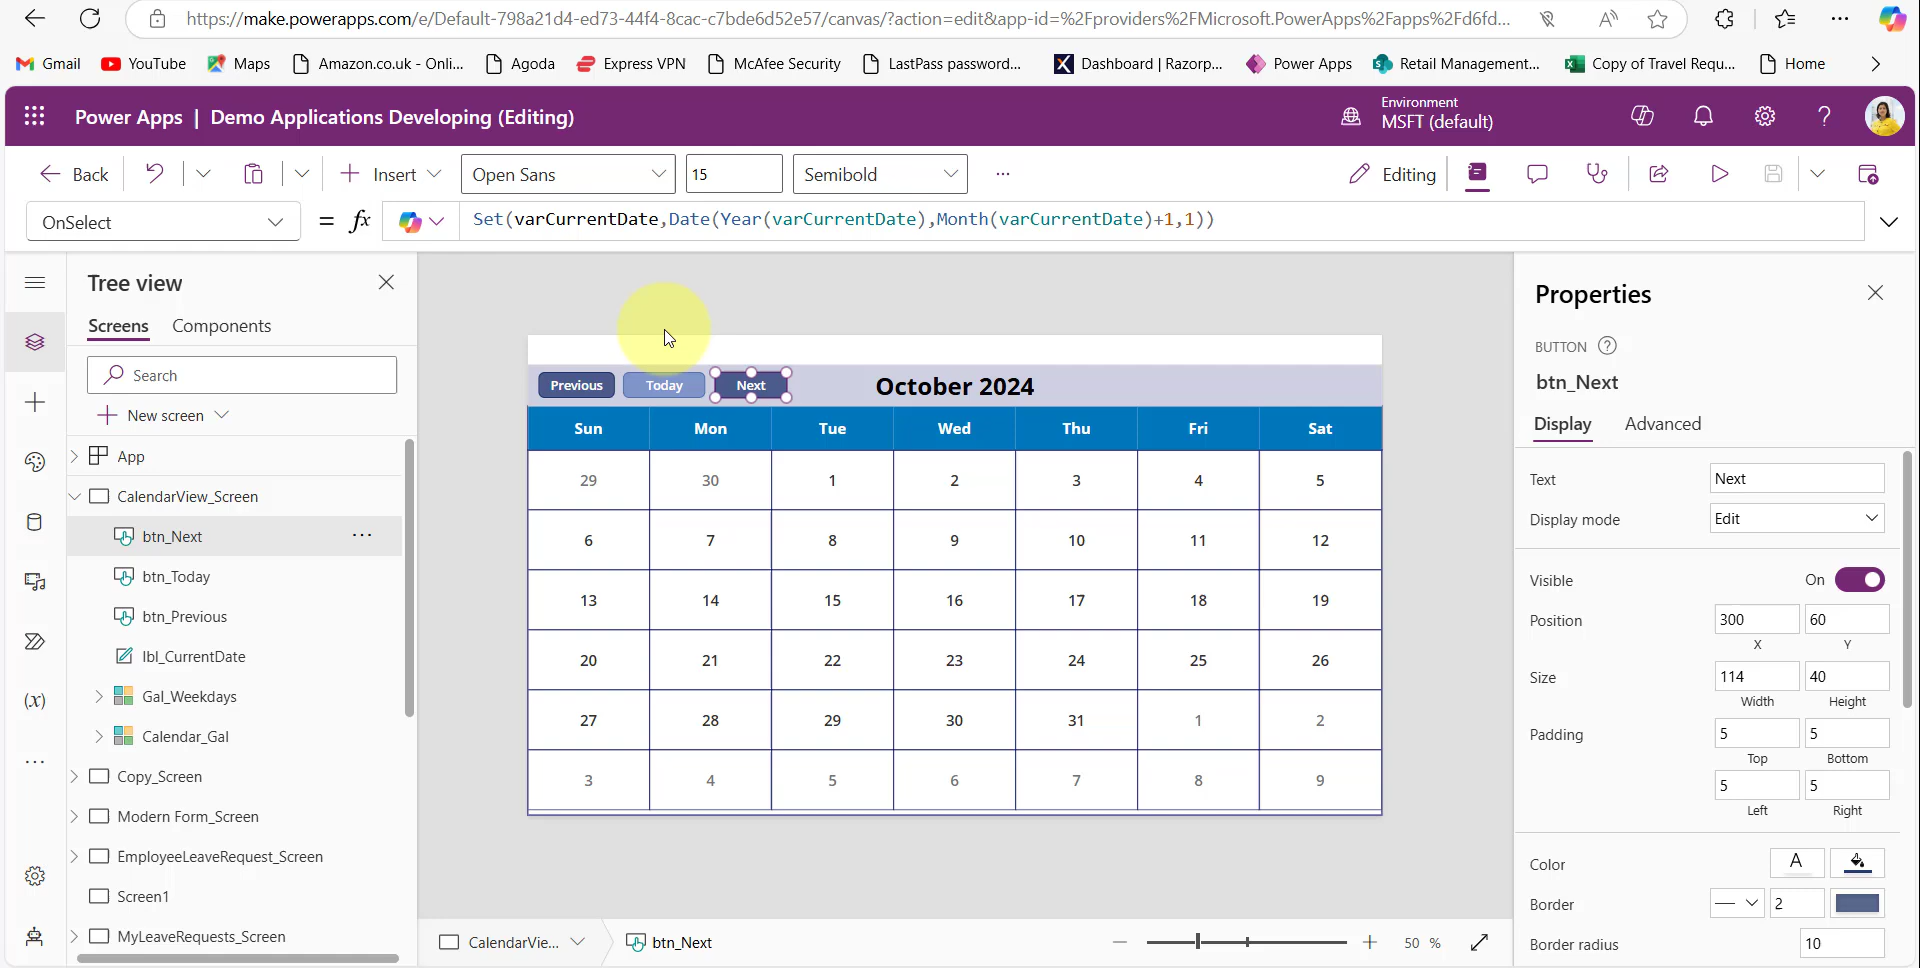 https://make.powerapps.com/e/Default-798a21d4-ed73-44f4-8cac-c7bde6d52e57/canvas/?action=edit&app-id=%2Fproviders%2FMicrosoft.PowerApps%2Fapps%2Fd6fd...
Gmail YouTube Maps Amazon.co.uk - Onli... Agoda Express VPN McAfee Security LastPass password... Dashboard | Razorp... Power Apps Retail Management... Copy of Travel Requ... Home
Power Apps | Demo Applications Developing (Editing)
Environment
MSFT (default)
Back Insert Open Sans 15 Semibold ... Editing
OnSelect = fx Set(varCurrentDate,Date(Year(varCurrentDate),Month(varCurrentDate)+1,1))
Tree view
Screens Components
Search
New screen
App
CalendarView_Screen
btn_Next ...
btn_Today
btn_Previous
lbl_CurrentDate
Gal_Weekdays
Calendar_Gal
Copy_Screen
Modern Form_Screen
EmployeeLeaveRequest_Screen
Screen1
MyLeaveRequests_Screen
(x)
Previous Today Next October 2024
Sun Mon Tue Wed Thu Fri Sat
29 30 1 2 3 4 5
6 7 8 9 10 11 12
13 14 15 16 17 18 19
20 21 22 23 24 25 26
27 28 29 30 31 1 2
3 4 5 6 7 8 9
CalendarVie... btn_Next 50 %
Properties
BUTTON ?
btn_Next
Display Advanced
Text Next
Display mode Edit
Visible On
Position 300 60
X Y
Size 114 40
Width Height
Padding 5 5
Top Bottom
5 5
Left Right
Color A
Border 2
Border radius 10